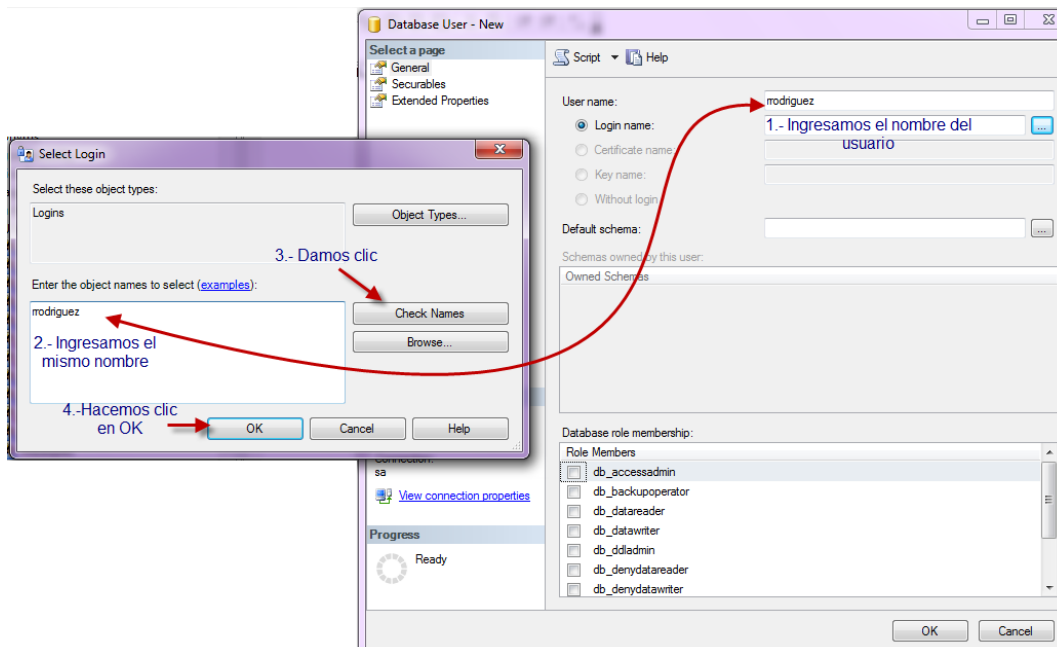 Database User - New
Select a page
General
Securables
Extended Properties
Script
Help
User name:
rrodriguez
Login name:
1.- Ingresamos el nombre del
usuario
...
Certificate name
Key name:
Without login
Default schema:
...
Schemas owned by this user:
Owned Schemas
Database role membership:
Role Members
db_accessadmin
db_backupoperator
db_datareader
db_datawriter
db_ddladmin
db_denydatareader
db_denydatawriter
OK
Cancel
Select Login
Select these object types:
Logins
Object Types...
3.- Damos clic
Enter the object names to select (examples):
rrodriguez
Check Names
Browse...
2.- Ingresamos el
mismo nombre
4.-Hacemos clic
en OK
OK
Cancel
Help
Connection:
sa
View connection properties
Progress
Ready